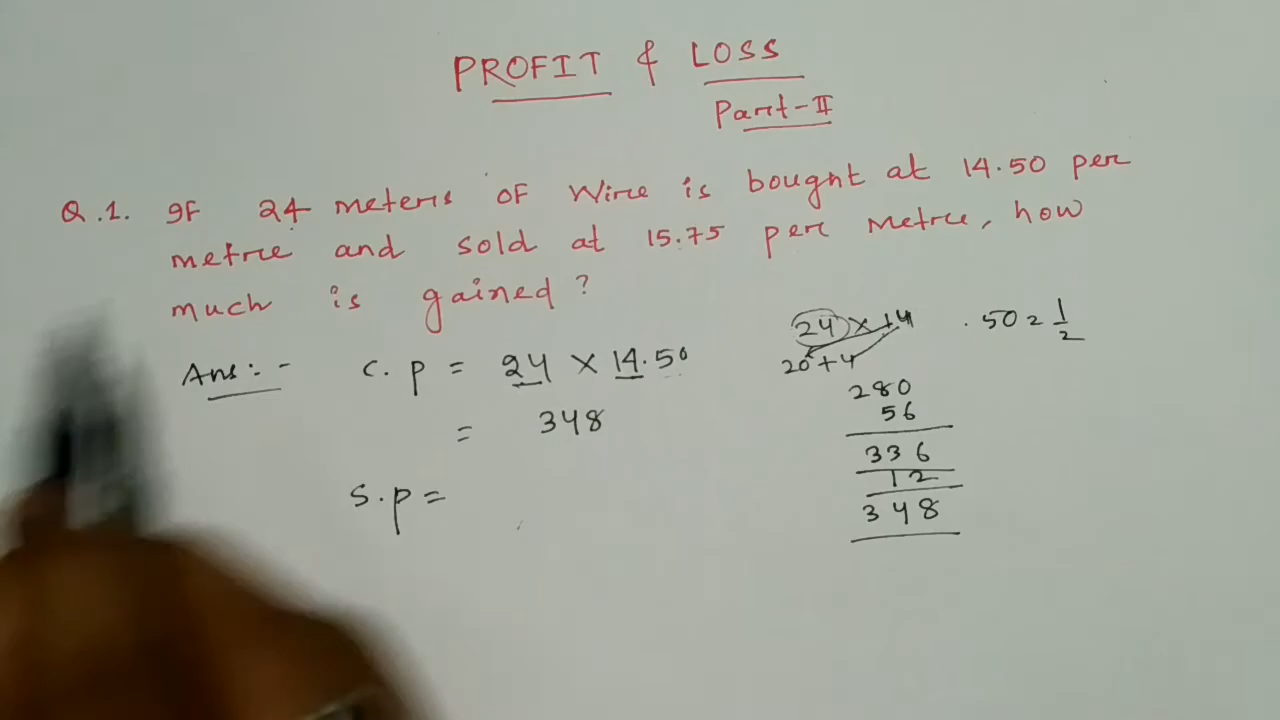 PROFIT & LOSS
Part-II
Q.1. If 24 meters of Wire is bought at 14.50 per
metre and sold at 15.75 per Metre, how
much is gained?
Ans:- C.P = 24 × 14.50
= 348
S.P =
24 × 14
20+4
280
56
336
12
348
.50 = 1/2